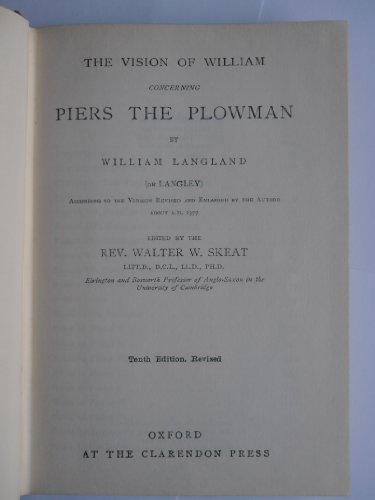 THE VISION OF WILLIAM
CONCERNING
PIERS THE PLOWMAN
BY
WILLIAM LANGLAND
(OR LANGLEY)
ACCORDING TO THE VERSION REVISED AND ENLARGED BY THE AUTHOR
ABOUT A.D. 1377
EDITED BY THE
REV. WALTER W. SKEAT
LITT.D., D.C.L., LL.D., PH.D.
Elrington and Bosworth Professor of Anglo-Saxon in the
University of Cambridge
Tenth Edition, Revised
OXFORD
AT THE CLARENDON PRESS